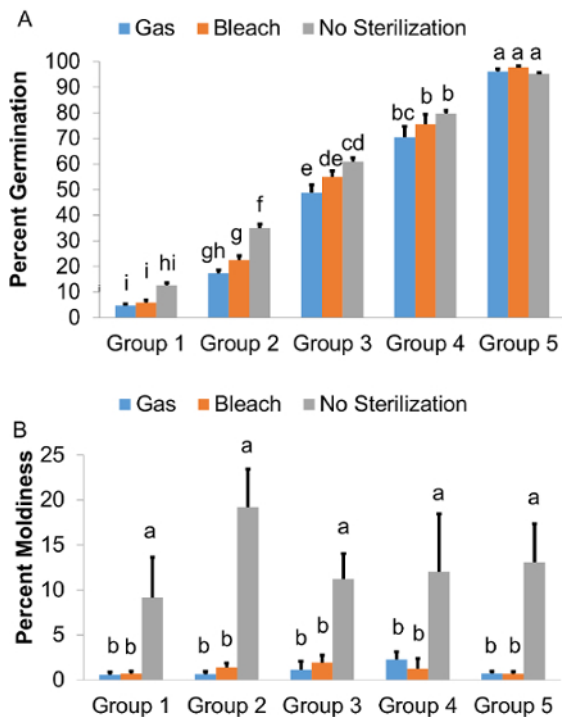 A
Gas Bleach No Sterilization
Percent Germination
100
90
80
70
60
50
40
30
20
10
0
i i hi
gh g f
e de cd
bc b b
a a a
Group 1 Group 2 Group 3 Group 4 Group 5
B
Gas Bleach No Sterilization
Percent Moldiness
25
20
15
10
5
0
b b a
b b a
b b a
b b a
b b a
Group 1 Group 2 Group 3 Group 4 Group 5